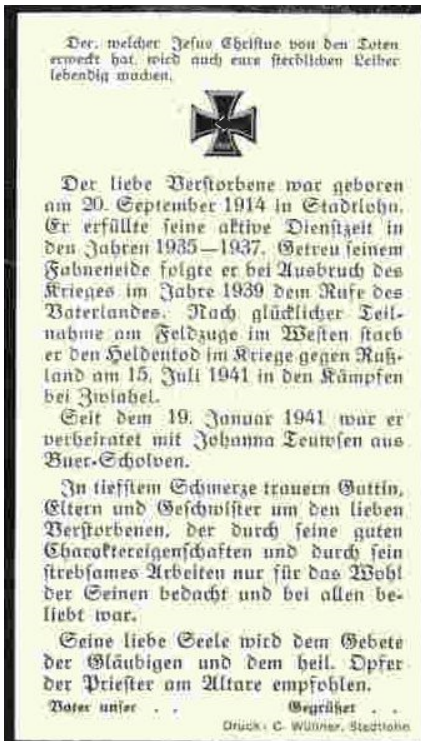 Der, welcher Jesus Christus von den Toten
erweckt hat, wird auch eure sterblichen Leiber
lebendig machen.
Der liebe Verstorbene war geboren
am 20. September 1914 in Stadtlohn.
Er erfüllte seine aktive Dienstzeit in
den Jahren 1935—1937. Getreu seinem
Fahneneide folgte er bei Ausbruch des
Krieges im Jahre 1939 dem Rufe des
Vaterlandes. Nach glücklicher Teil-
nahme am Feldzuge im Westen starb
er den Heldentod im Kriege gegen Ruß-
land am 15. Juli 1941 in den Kämpfen
bei Zwiahel.
Seit dem 19. Januar 1941 war er
verheiratet mit Johanna Teuwsen aus
Buer-Scholven.
In tiefstem Schmerze trauern Gattin,
Eltern und Geschwister um den lieben
Verstorbenen, der durch seine guten
Charaktereigenschaften und durch sein
strebsames Arbeiten nur für das Wohl
der Seinen bedacht und bei allen be-
liebt war.
Seine liebe Seele wird dem Gebete
der Gläubigen und dem heil. Opfer
der Priester am Altare empfohlen.
Vater unser . . Gegrüßet . .
Druck: C. Wüllner, Stadtlohn